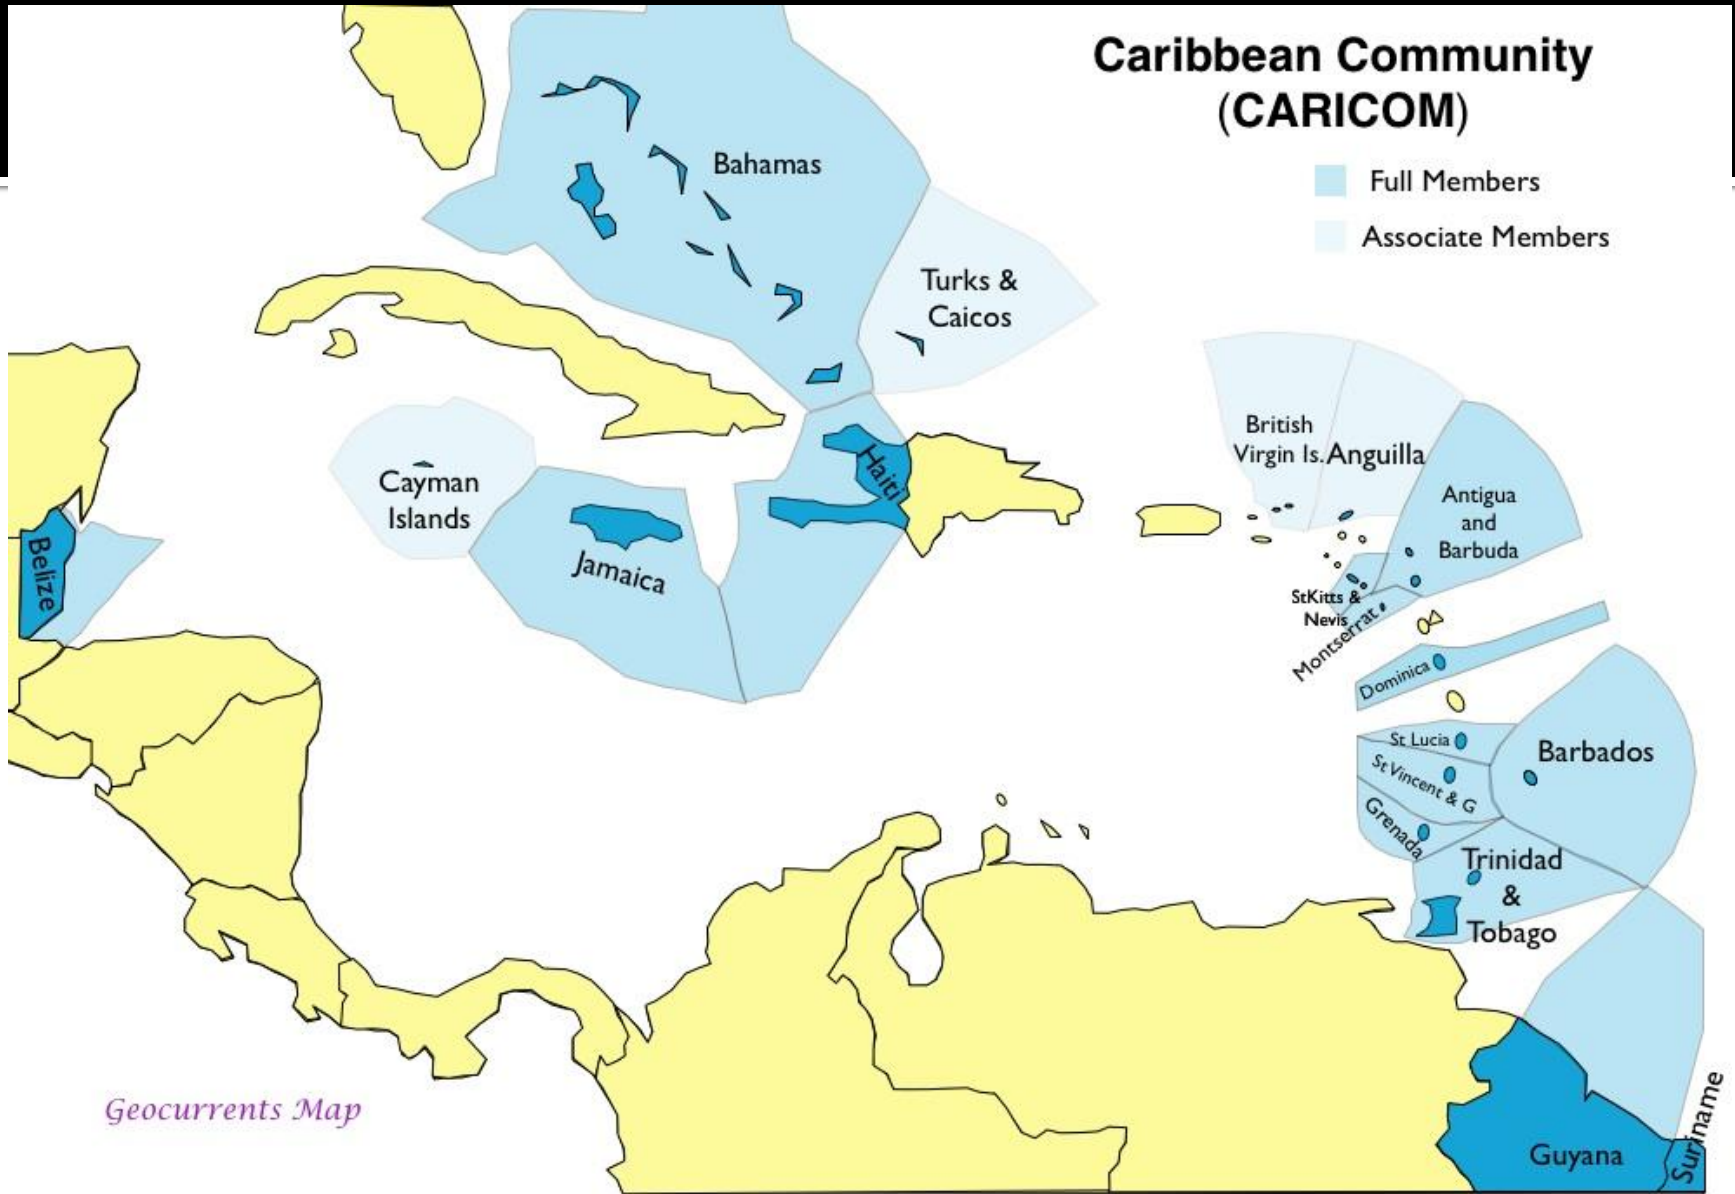 Caribbean Community
(CARICOM)
Full Members
Associate Members
Bahamas
Turks &
Caicos
British
Virgin Is.
Anguilla
Antigua
and
Barbuda
Cayman
Islands
Haiti
Jamaica
Belize
StKitts &
Nevis
Montserrat
Dominica
St Lucia
St Vincent & G
Barbados
Grenada
Trinidad
&
Tobago
Geocurrents Map
Guyana
Suriname